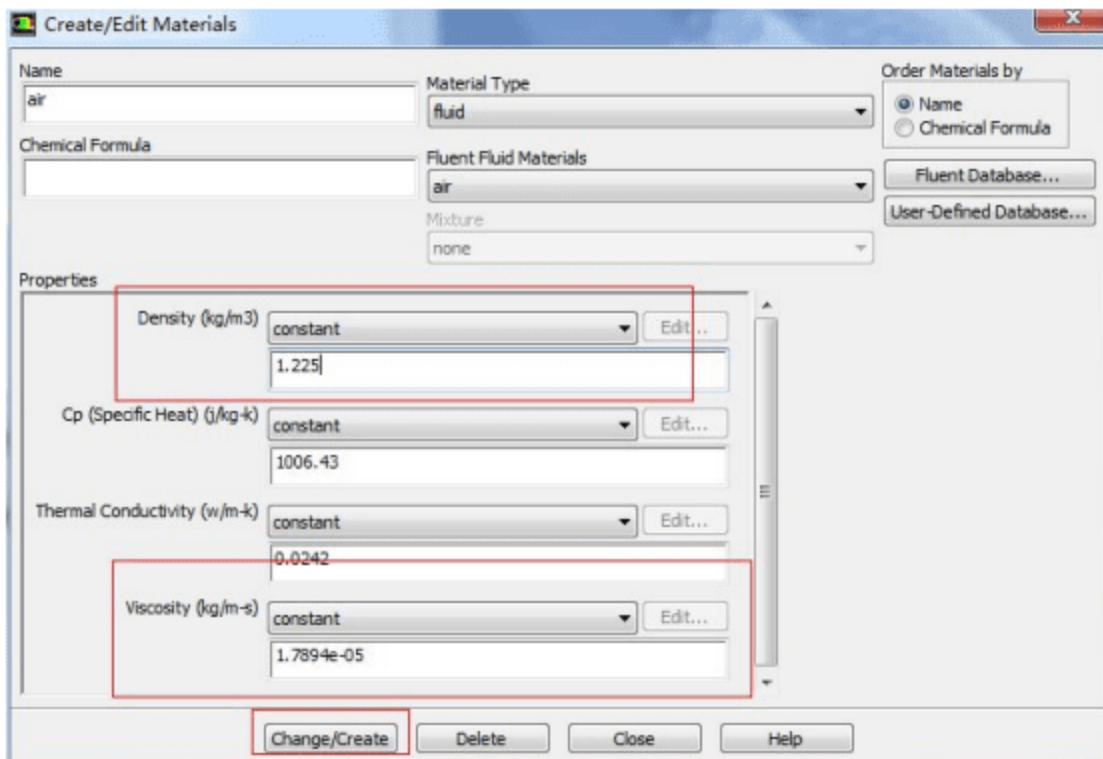 Create/Edit Materials
Name
air
Chemical Formula
Material Type
fluid
Fluent Fluid Materials
air
Mixture
none
Order Materials by
Name
Chemical Formula
Fluent Database...
User-Defined Database...
Properties
Density (kg/m3)
constant
Edit...
1.225
Cp (Specific Heat) (j/kg-k)
constant
Edit...
1006.43
Thermal Conductivity (w/m-k)
constant
Edit...
0.0242
Viscosity (kg/m-s)
constant
Edit...
1.7894e-05
Change/Create
Delete
Close
Help